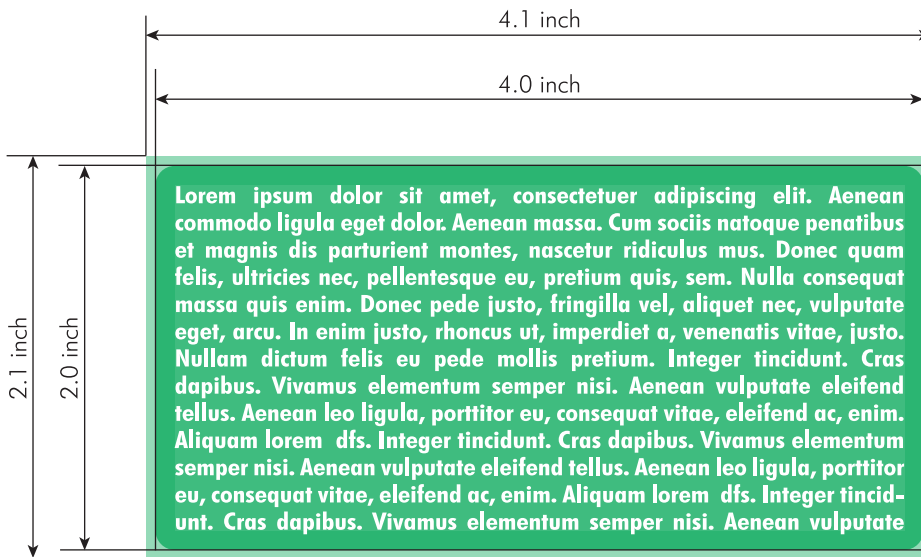 4.1 inch
4.0 inch
2.1 inch
2.0 inch
Lorem ipsum dolor sit amet, consectetuer adipiscing elit. Aenean
commodo ligula eget dolor. Aenean massa. Cum sociis natoque penatibus
et magnis dis parturient montes, nascetur ridiculus mus. Donec quam
felis, ultricies nec, pellentesque eu, pretium quis, sem. Nulla consequat
massa quis enim. Donec pede justo, fringilla vel, aliquet nec, vulputate
eget, arcu. In enim justo, rhoncus ut, imperdiet a, venenatis vitae, justo.
Nullam dictum felis eu pede mollis pretium. Integer tincidunt. Cras
dapibus. Vivamus elementum semper nisi. Aenean vulputate eleifend
tellus. Aenean leo ligula, porttitor eu, consequat vitae, eleifend ac, enim.
Aliquam lorem  dfs. Integer tincidunt. Cras dapibus. Vivamus elementum
semper nisi. Aenean vulputate eleifend tellus. Aenean leo ligula, porttitor
eu, consequat vitae, eleifend ac, enim. Aliquam lorem  dfs. Integer tincid-
unt. Cras dapibus. Vivamus elementum semper nisi. Aenean vulputate